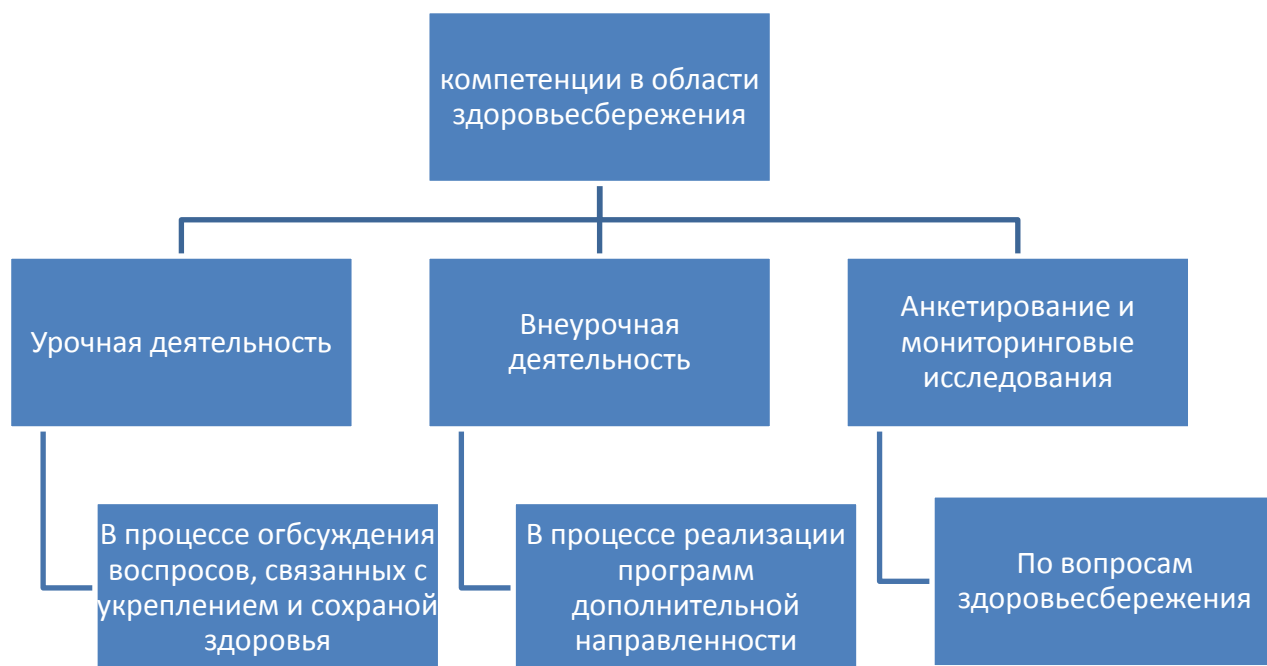 компетенции в области
здоровьесбережения
Урочная деятельность
Внеурочная
деятельность
Анкетирование и
мониторинговые
исследования
В процессе огбсуждения
воспросов, связанных с
укреплением и сохраной
здоровья
В процессе реализации
программ
дополнительной
направленности
По вопросам
здоровьесбережения